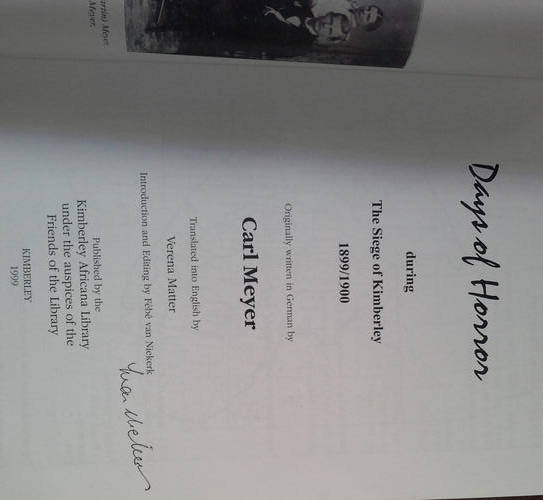 Meyer.
Days of Horror
during
The Siege of Kimberley
1899/1900
Originally written in German by
Carl Meyer
Translated into English by
Verena Matter
Introduction and Editing by Fébé van Niekerk
Published by the
Kimberley Africana Library
under the auspices of the
Friends of the Library
KIMBERLEY
1999